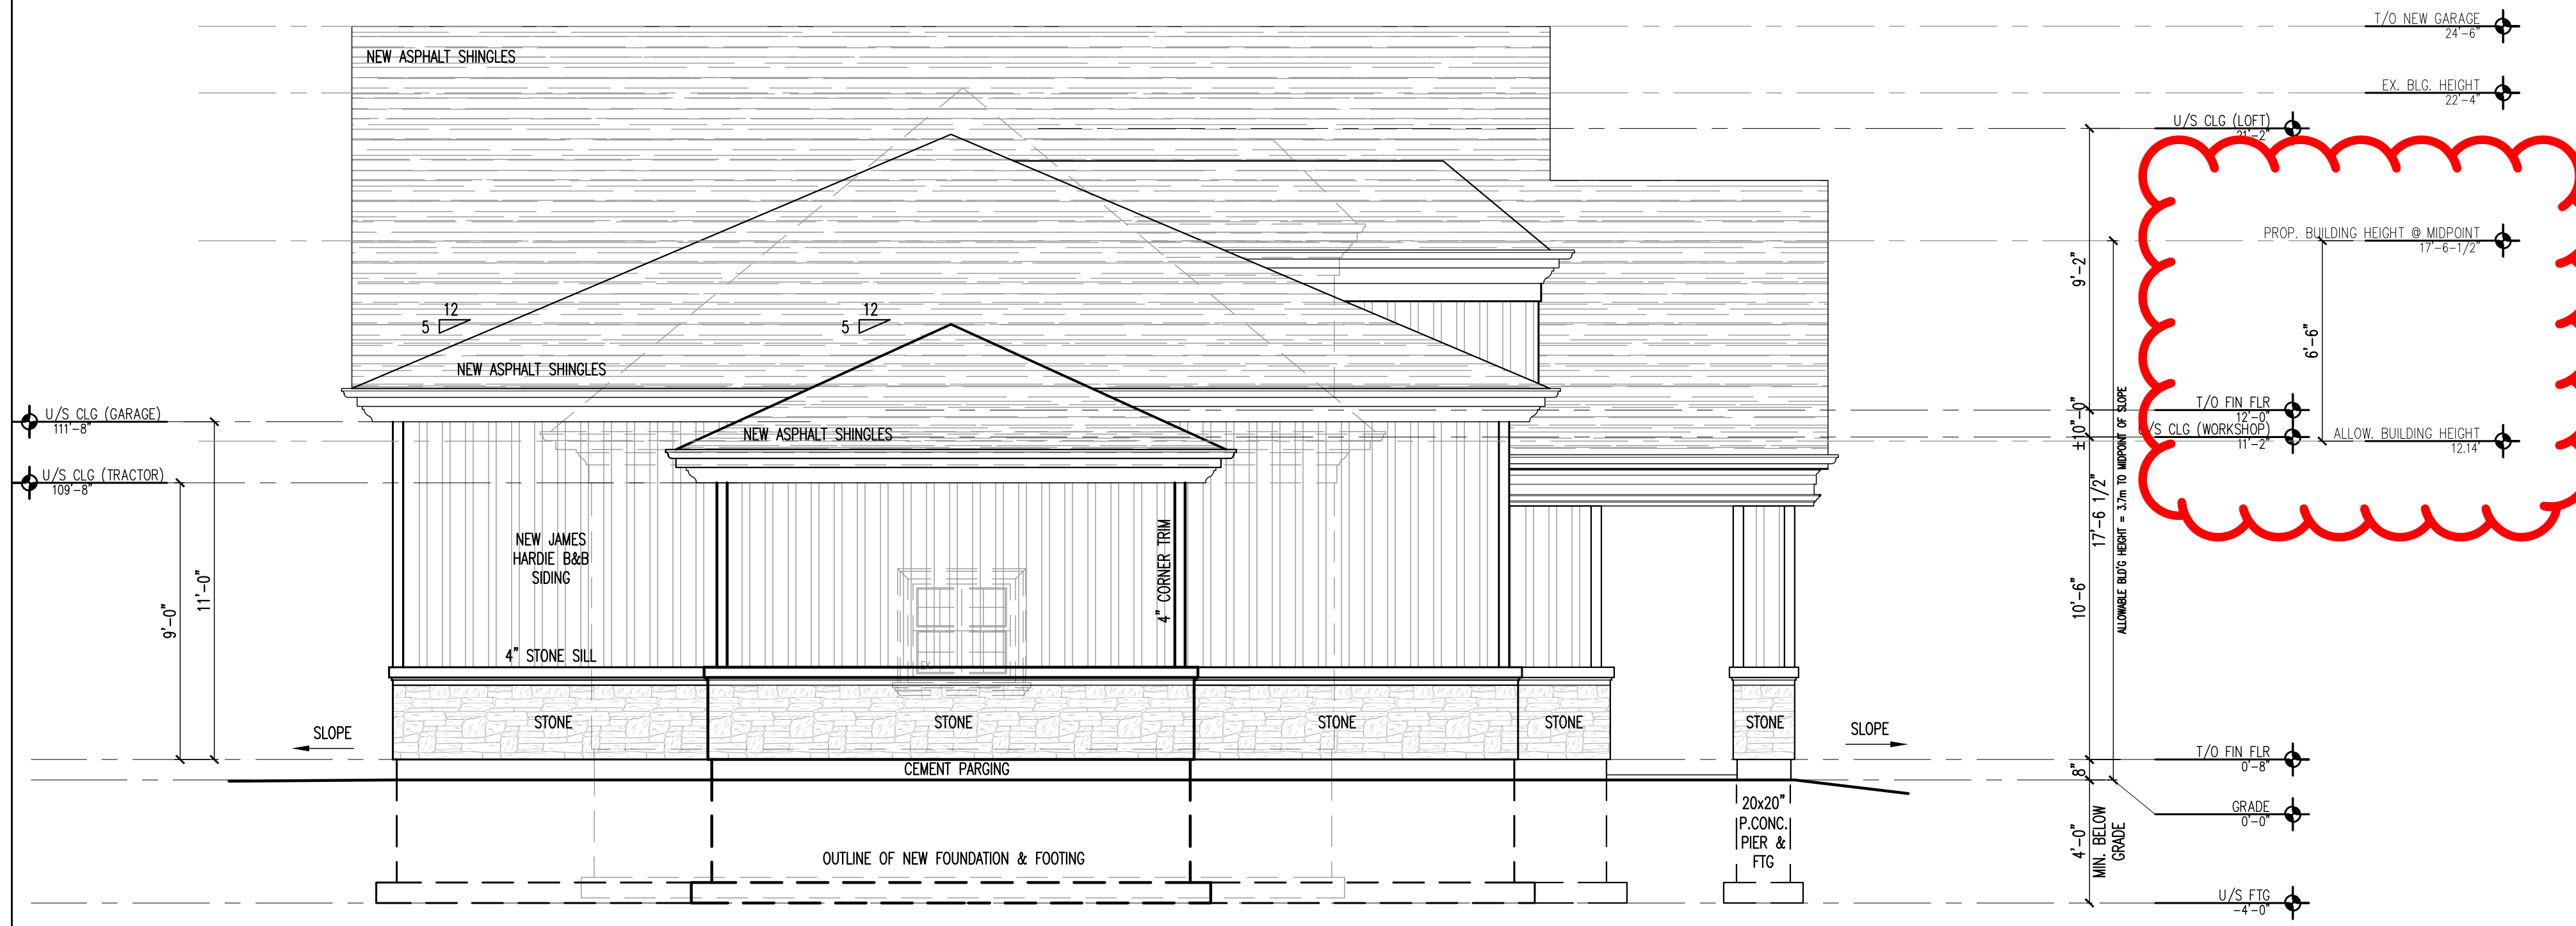 T/O NEW GARAGE
24'-6"
NEW ASPHALT SHINGLES
EX. BLG. HEIGHT
22'-4"
U/S CLG (LOFT)
21'-2"
PROP. BUILDING HEIGHT @ MIDPOINT
17'-6-1/2"
9'-2"
6'-6"
12
5
12
5
NEW ASPHALT SHINGLES
U/S CLG (GARAGE)
111'-8"
T/O FIN FLR
12'-0"
±10"-0"
U/S CLG (WORKSHOP)
11'-2"
ALLOW. BUILDING HEIGHT
12.14'
NEW ASPHALT SHINGLES
U/S CLG (TRACTOR)
109'-8"
17'-6 1/2"
ALLOWABLE BLD'G HEIGHT = 3.7m TO MIDPOINT OF SLOPE
NEW JAMES
HARDIE B&B
SIDING
4" CORNER TRIM
11'-0"
9'-0"
10'-6"
4" STONE SILL
EX.
STONE
STONE
STONE
STONE
STONE
SLOPE
SLOPE
CEMENT PARGING
T/O FIN FLR
0'-8"
8"
20x20"
P.CONC.
PIER &
FTG
GRADE
0'-0"
4'-0"
MIN. BELOW
GRADE
OUTLINE OF NEW FOUNDATION & FOOTING
U/S FTG
-4'-0"